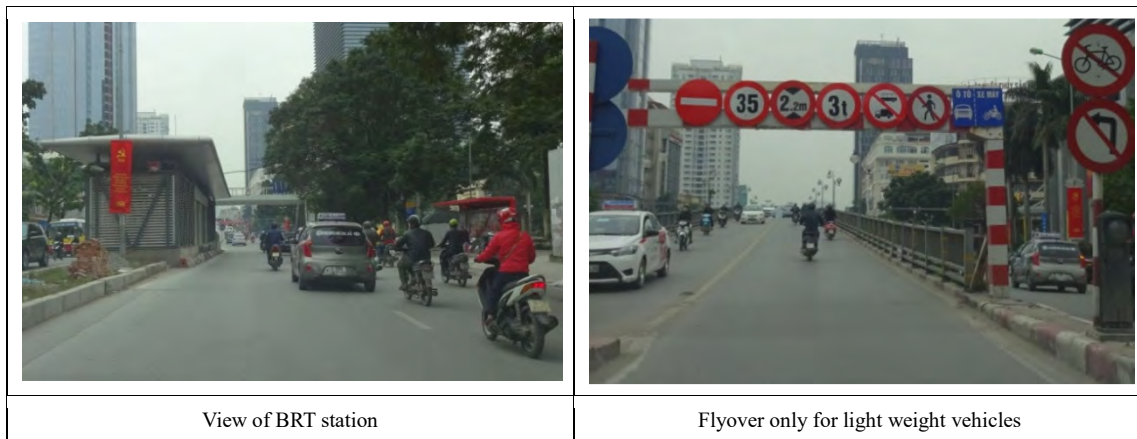 35
2.2m
3t
Ô TÔ - XE MÁY
View of BRT station
Flyover only for light weight vehicles